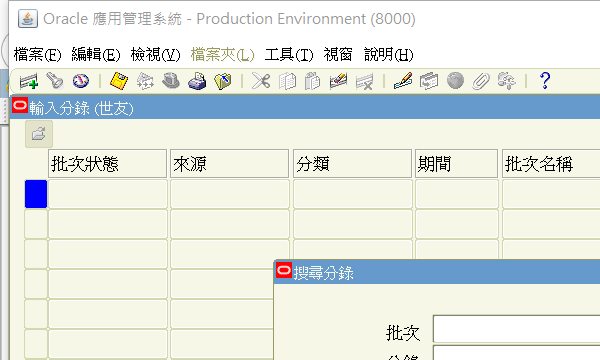 Oracle 應用管理系統 - Production Environment (8000)
檔案(F) 編輯(E) 檢視(V) 檔案夾(L) 工具(T) 視窗 說明(H)
輸入分錄 (世友)
批次狀態 來源 分類 期間 批次名稱
搜尋分錄
批次
分錄